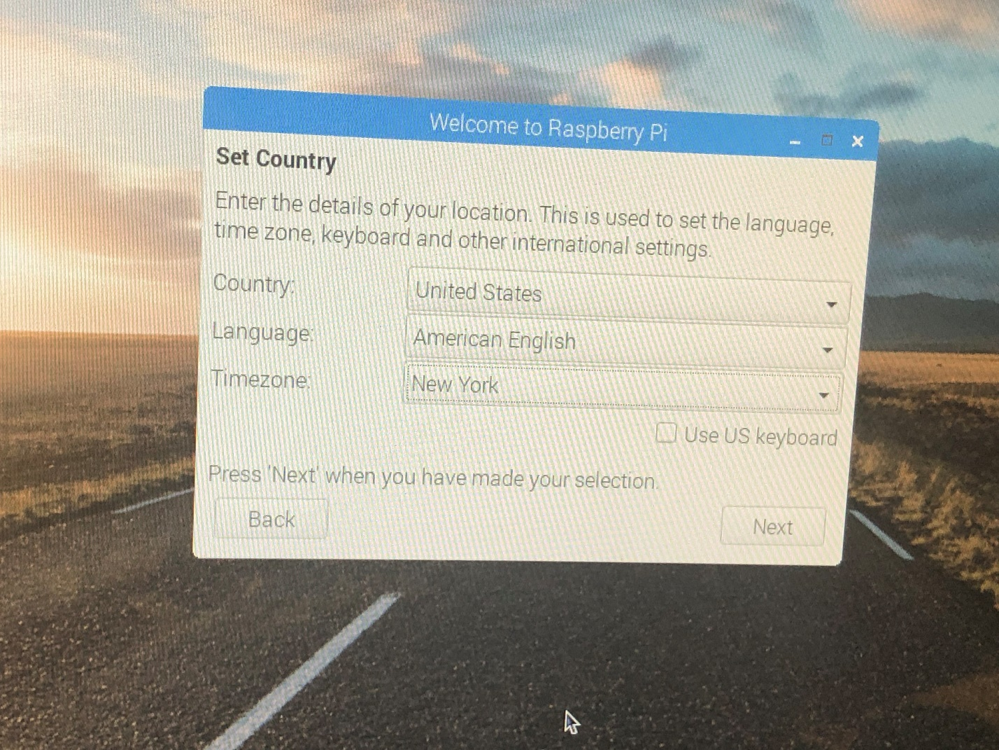 Welcome to Raspberry Pi
Set Country
Enter the details of your location. This is used to set the language,
time zone, keyboard and other international settings.
Country: United States
Language: American English
Timezone: New York
Use US keyboard
Press 'Next' when you have made your selection.
Back Next